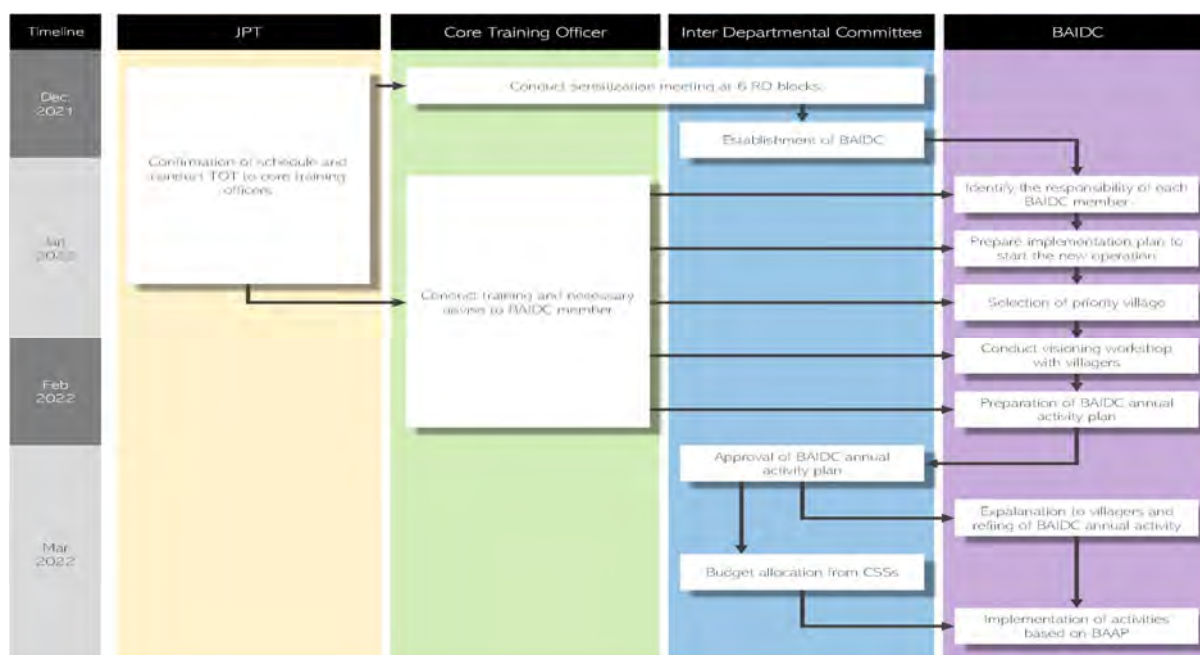 Timeline
JPT
Core Training Officer
Inter Departmental Committee
BAIDC
Dec
2021
Conduct sensitization meeting at 6 RD blocks
Establishment of BAIDC
Confirmation of schedule and
conduct TOT to core training
officers
Identify the responsibility of each
BAIDC member
Jan
2022
Prepare implementation plan to
start the new operation
Conduct training and necessary
to BAIDC member
Selection of priority village
Conduct visioning workshop
with villagers
Feb
2022
Preparation of BAIDC annual
activity plan
Approval of BAIDC annual
activity plan
Expalanation to villagers and
refiing of BAIDC annual activity
Mar
2022
Budget allocation from CSSs
Implementation of activities
based on BAAP